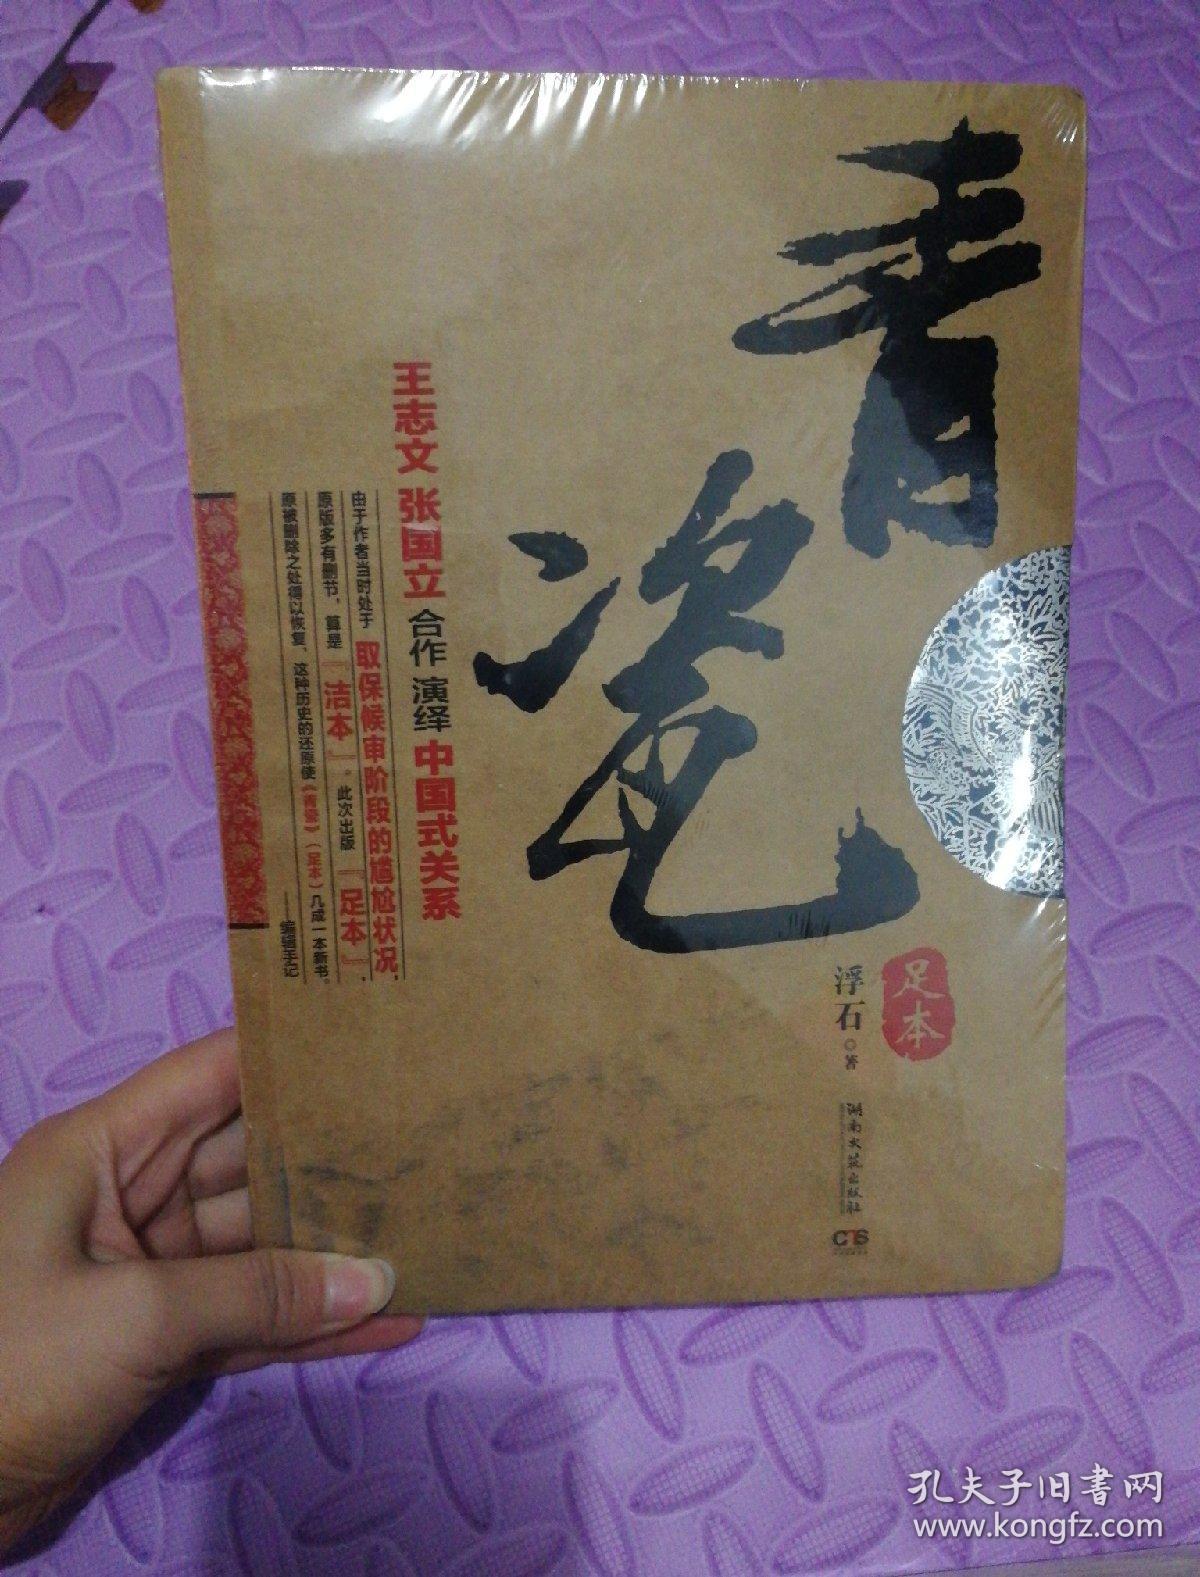 青瓷
足本
浮石◎著
湖南文艺出版社
CTS
王志文 张国立 合作 演绎 中国式关系
由于作者当时处于取保候审阶段的尴尬状况，
原版多有删节，算是『洁本』。此次出版『足本』，
原被删除之处得以恢复，这种历史的还原使《青瓷》（足本）几成一本新书。
——编辑手记
孔夫子旧書网
www.kongfz.com